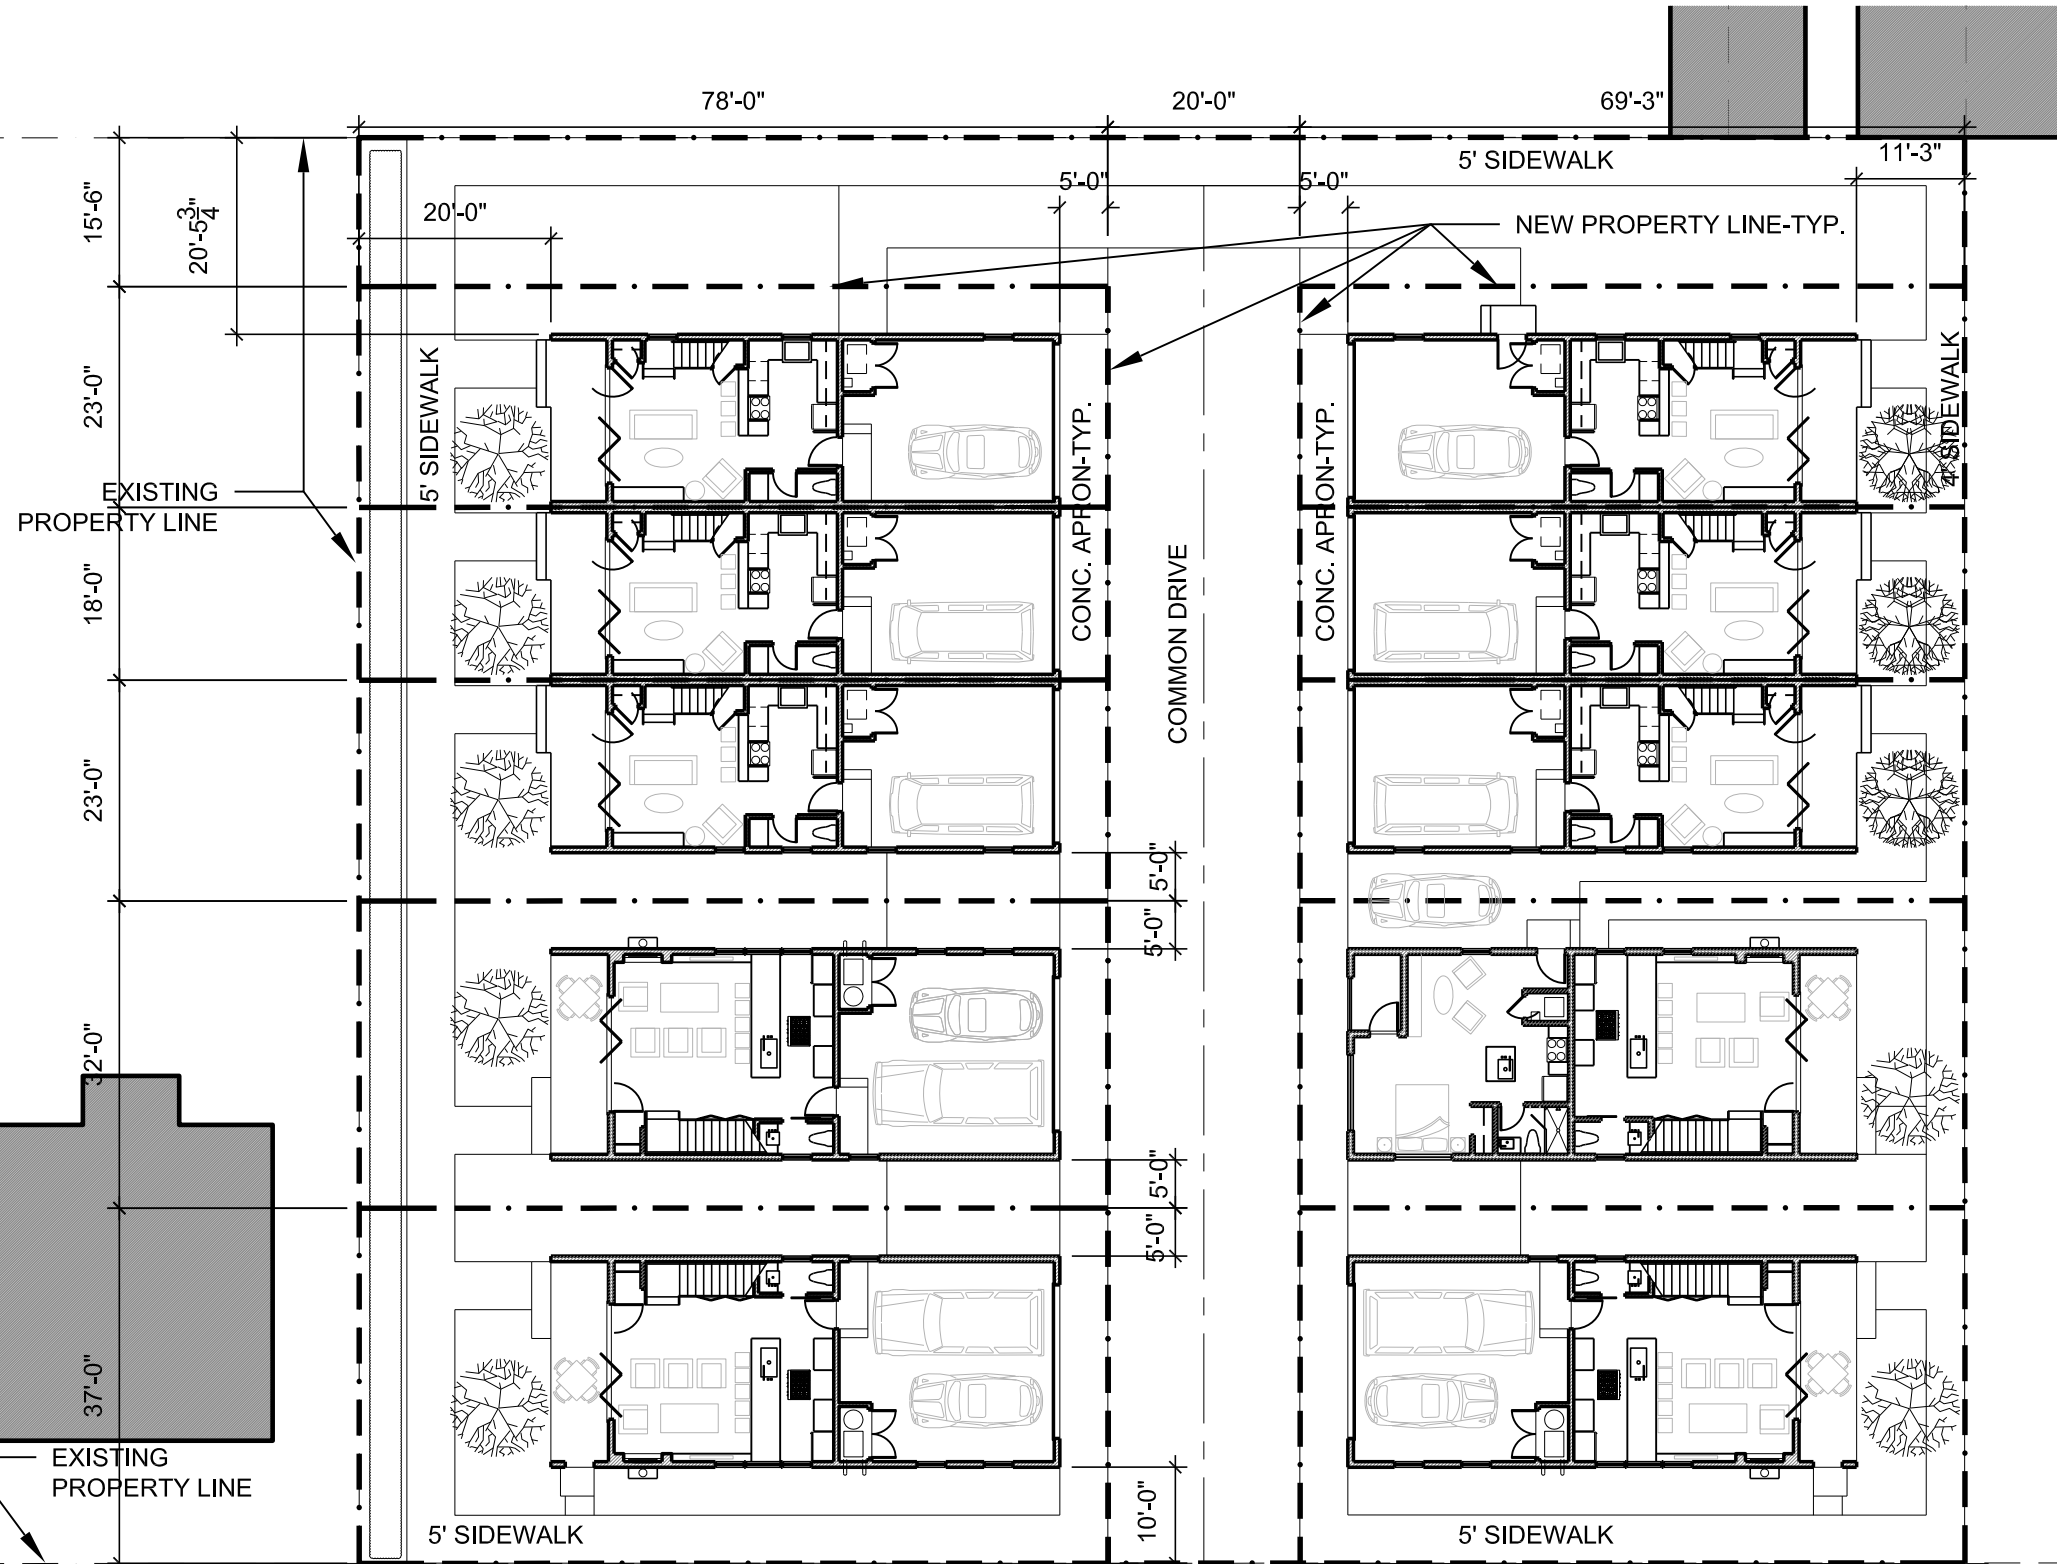 78'-0"
20'-0"
69'-3"
5' SIDEWALK
11'-3"
15'-6"
20'-5 3/4
20'-0"
5'-0"
5'-0"
NEW PROPERTY LINE-TYP.
23'-0"
5' SIDEWALK
CONC. APRON-TYP.
CONC. APRON-TYP.
4' SIDEWALK
EXISTING
PROPERTY LINE
18'-0"
COMMON DRIVE
23'-0"
5'-0"
5'-0"
32'-0"
5'-0"
5'-0"
37'-0"
EXISTING
PROPERTY LINE
10'-0"
5' SIDEWALK
5' SIDEWALK